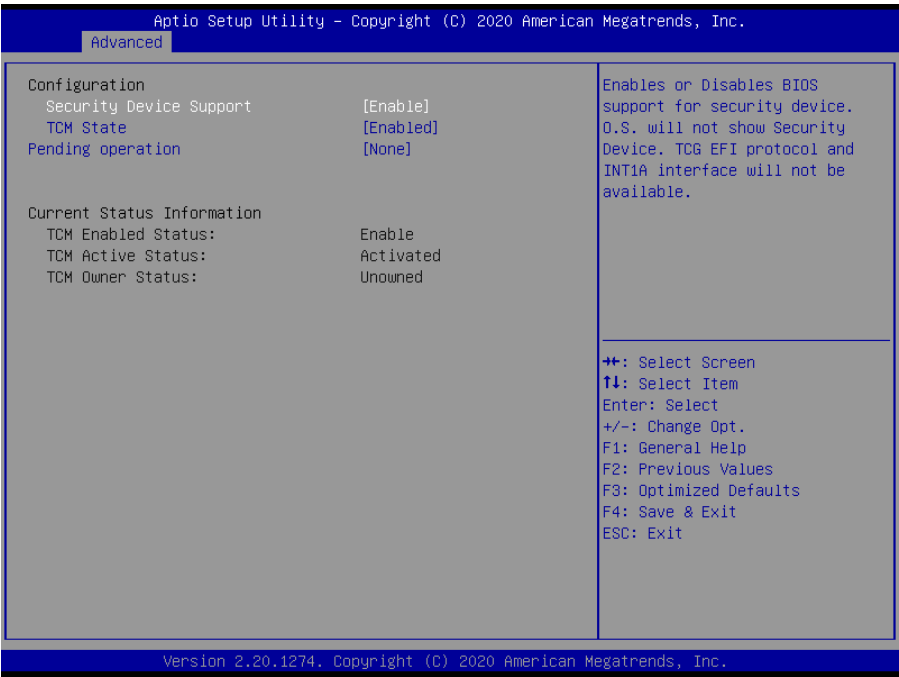 Aptio Setup Utility – Copyright (C) 2020 American Megatrends, Inc.
Advanced
Configuration
Security Device Support [Enable]
TCM State [Enabled]
Pending operation [None]
Current Status Information
TCM Enabled Status: Enable
TCM Active Status: Activated
TCM Owner Status: Unowned
Enables or Disables BIOS
support for security device.
O.S. will not show Security
Device. TCG EFI protocol and
INT1A interface will not be
available.
→←: Select Screen
↑↓: Select Item
Enter: Select
+/-: Change Opt.
F1: General Help
F2: Previous Values
F3: Optimized Defaults
F4: Save & Exit
ESC: Exit
Version 2.20.1274. Copyright (C) 2020 American Megatrends, Inc.